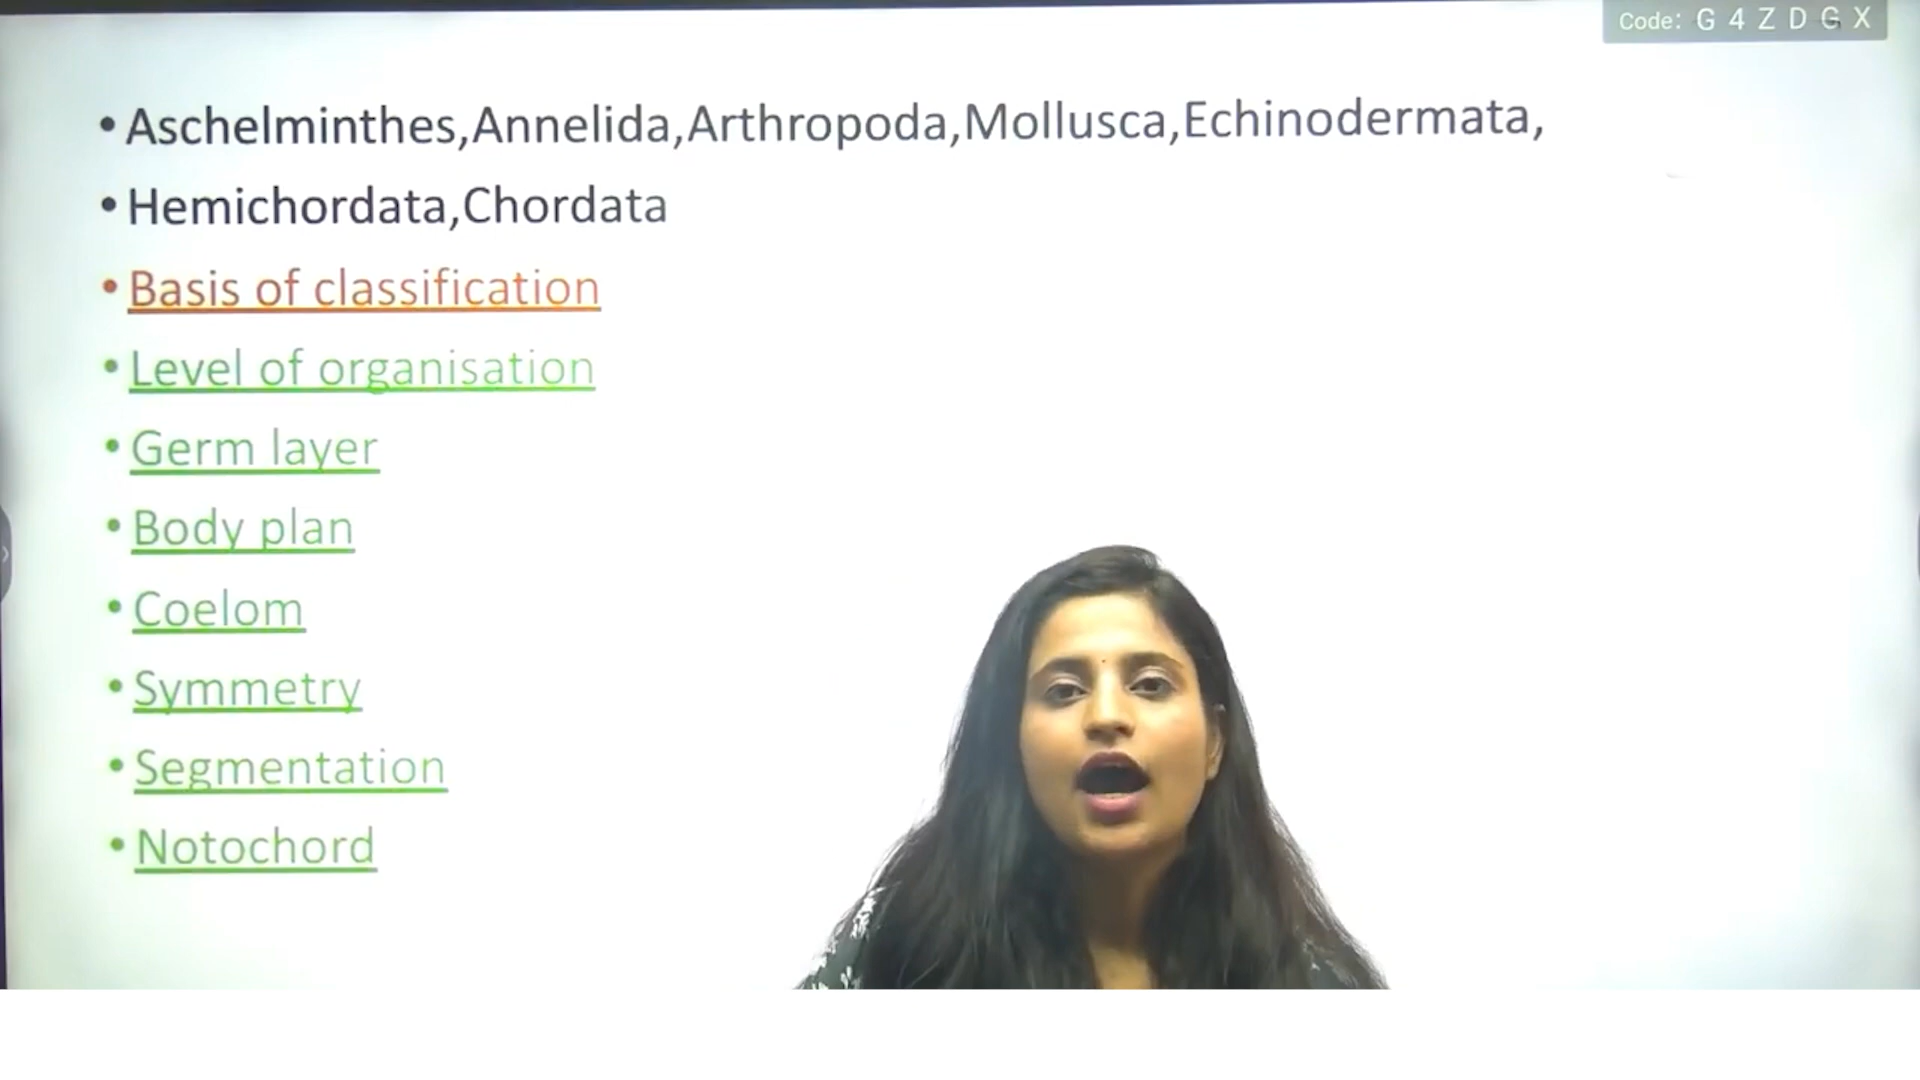 Code: G 4 Z D G X
• Aschelminthes,Annelida,Arthropoda,Mollusca,Echinodermata,
• Hemichordata,Chordata
• Basis of classification
• Level of organisation
• Germ layer
• Body plan
• Coelom
• Symmetry
• Segmentation
• Notochord